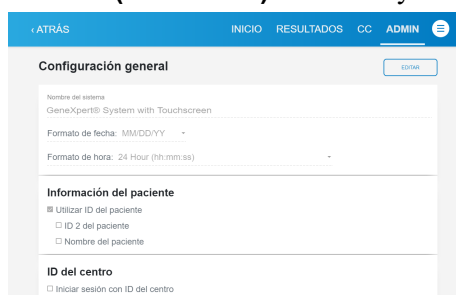 ‹ ATRÁS INICIO RESULTADOS CC ADMIN
Configuración general EDITAR
Nombre del sistema
GeneXpert® System with Touchscreen
Formato de fecha: MM/DD/YY
Formato de hora: 24 Hour (hh:mm:ss)
Información del paciente
Utilizar ID del paciente
ID 2 del paciente
Nombre del paciente
ID del centro
Iniciar sesión con ID del centro